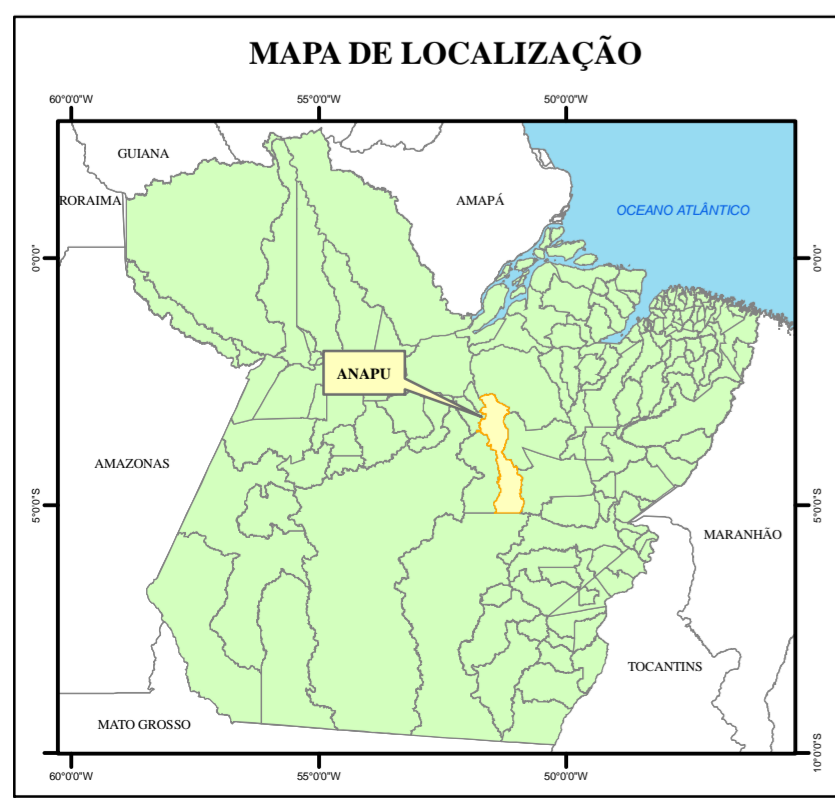 MAPA DE LOCALIZAÇÃO
60°0'0"W 55°0'0"W 50°0'0"W
GUIANA
RORAIMA
AMAPÁ
OCEANO ATLÂNTICO
0°0'0" 0°0'0"
ANAPU
AMAZONAS
5°0'0"S 5°0'0"S
MARANHÃO
TOCANTINS
MATO GROSSO
10°0'0"S
60°0'0"W 55°0'0"W 50°0'0"W